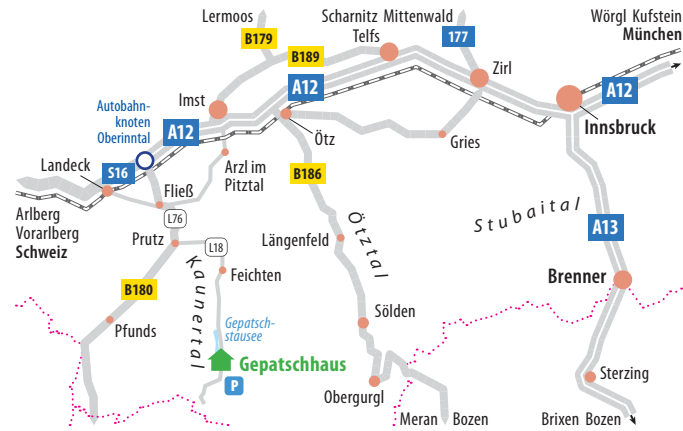 Lermoos
Scharnitz Mittenwald
Wörgl Kufstein
München
B179
Telfs
177
B189
Zirl
A12
A12
Imst
Autobahn-
knoten
Oberinntal
A12
Innsbruck
Ötz
Gries
Landeck
S16
Arzl im
Pitztal
B186
Fließ
Arlberg
Vorarlberg
Schweiz
L76
Stubaital
Ötztal
A13
Prutz
L18
Längenfeld
Kaunertal
Feichten
Brenner
B180
Pfunds
Gepatsch-
stausee
Sölden
Gepatschhaus
P
Obergurgl
Sterzing
Meran
Bozen
Brixen Bozen